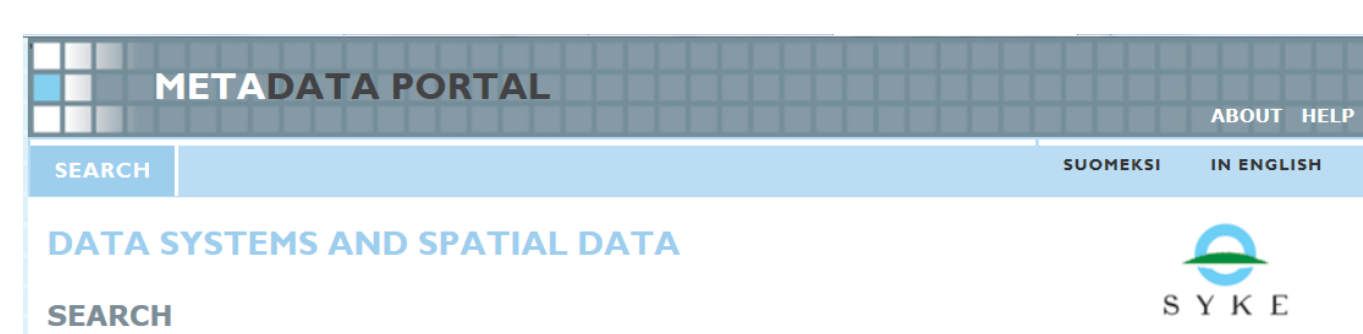 METADATA PORTAL
ABOUT HELP
SEARCH
SUOMEKSI IN ENGLISH
DATA SYSTEMS AND SPATIAL DATA
SYKE
SEARCH